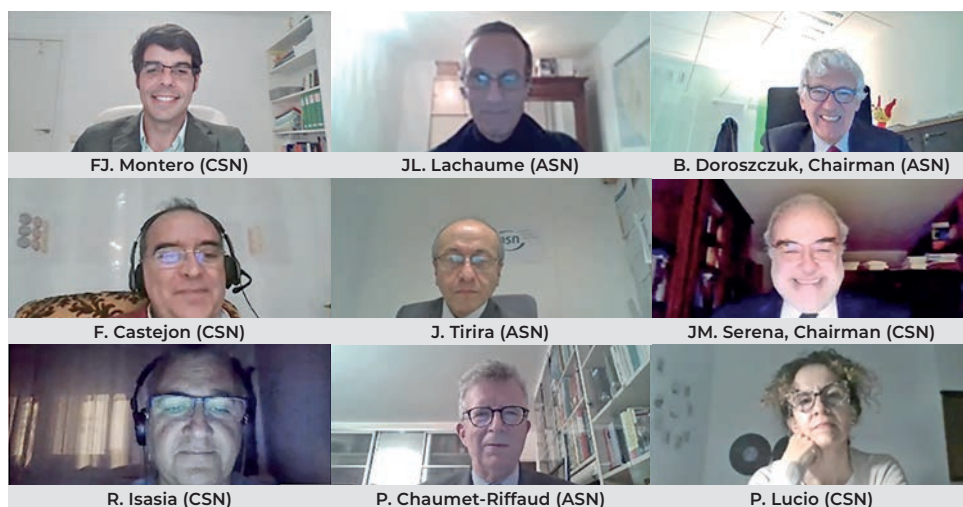 FJ. Montero (CSN)
JL. Lachaume (ASN)
B. Doroszczuk, Chairman (ASN)
F. Castejon (CSN)
asn
J. Tirira (ASN)
JM. Serena, Chairman (CSN)
R. Isasia (CSN)
P. Chaumet-Riffaud (ASN)
P. Lucio (CSN)